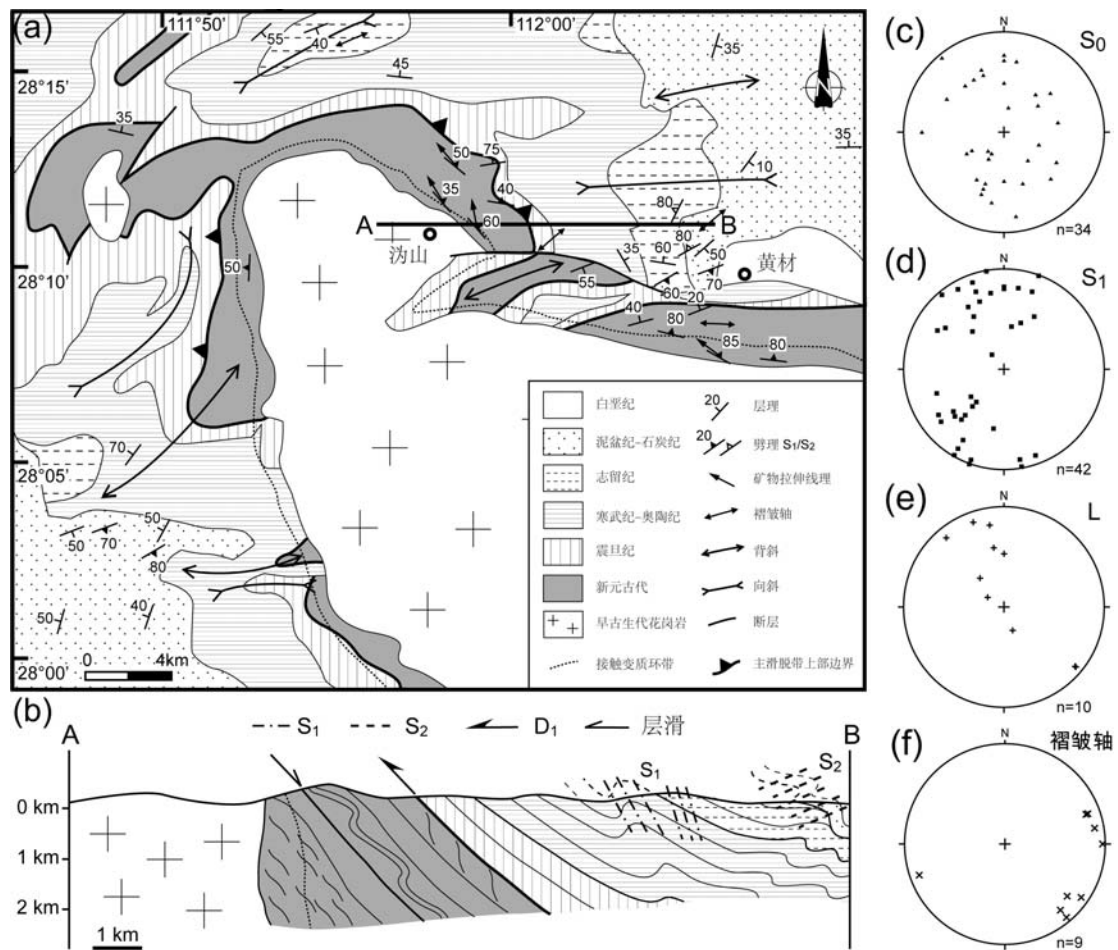 (a)
111°50'
112°00'
28°15'
28°10'
28°05'
28°00'
55
40
45
35
35
35
10
75
50
40
35
60
80
80
35
60
50
70
60
20
55
40
80
85
80
50
70
50
50
70
80
50
40
A
B
沩山
黄材
0 4km
白垩纪
泥盆纪-石炭纪
志留纪
寒武纪-奥陶纪
震旦纪
新元古代
早古生代花岗岩
接触变质环带
20 层理
20 劈理 S₁/S₂
矿物拉伸线理
褶皱轴
背斜
向斜
断层
主滑脱带上部边界
(b)
A
B
S₁ S₂ D₁ 层滑
S₁
S₂
0 km
1 km
2 km
1 km
(c)
N
S₀
n=34
(d)
N
S₁
n=42
(e)
N
L
n=10
(f)
N
褶皱轴
n=9